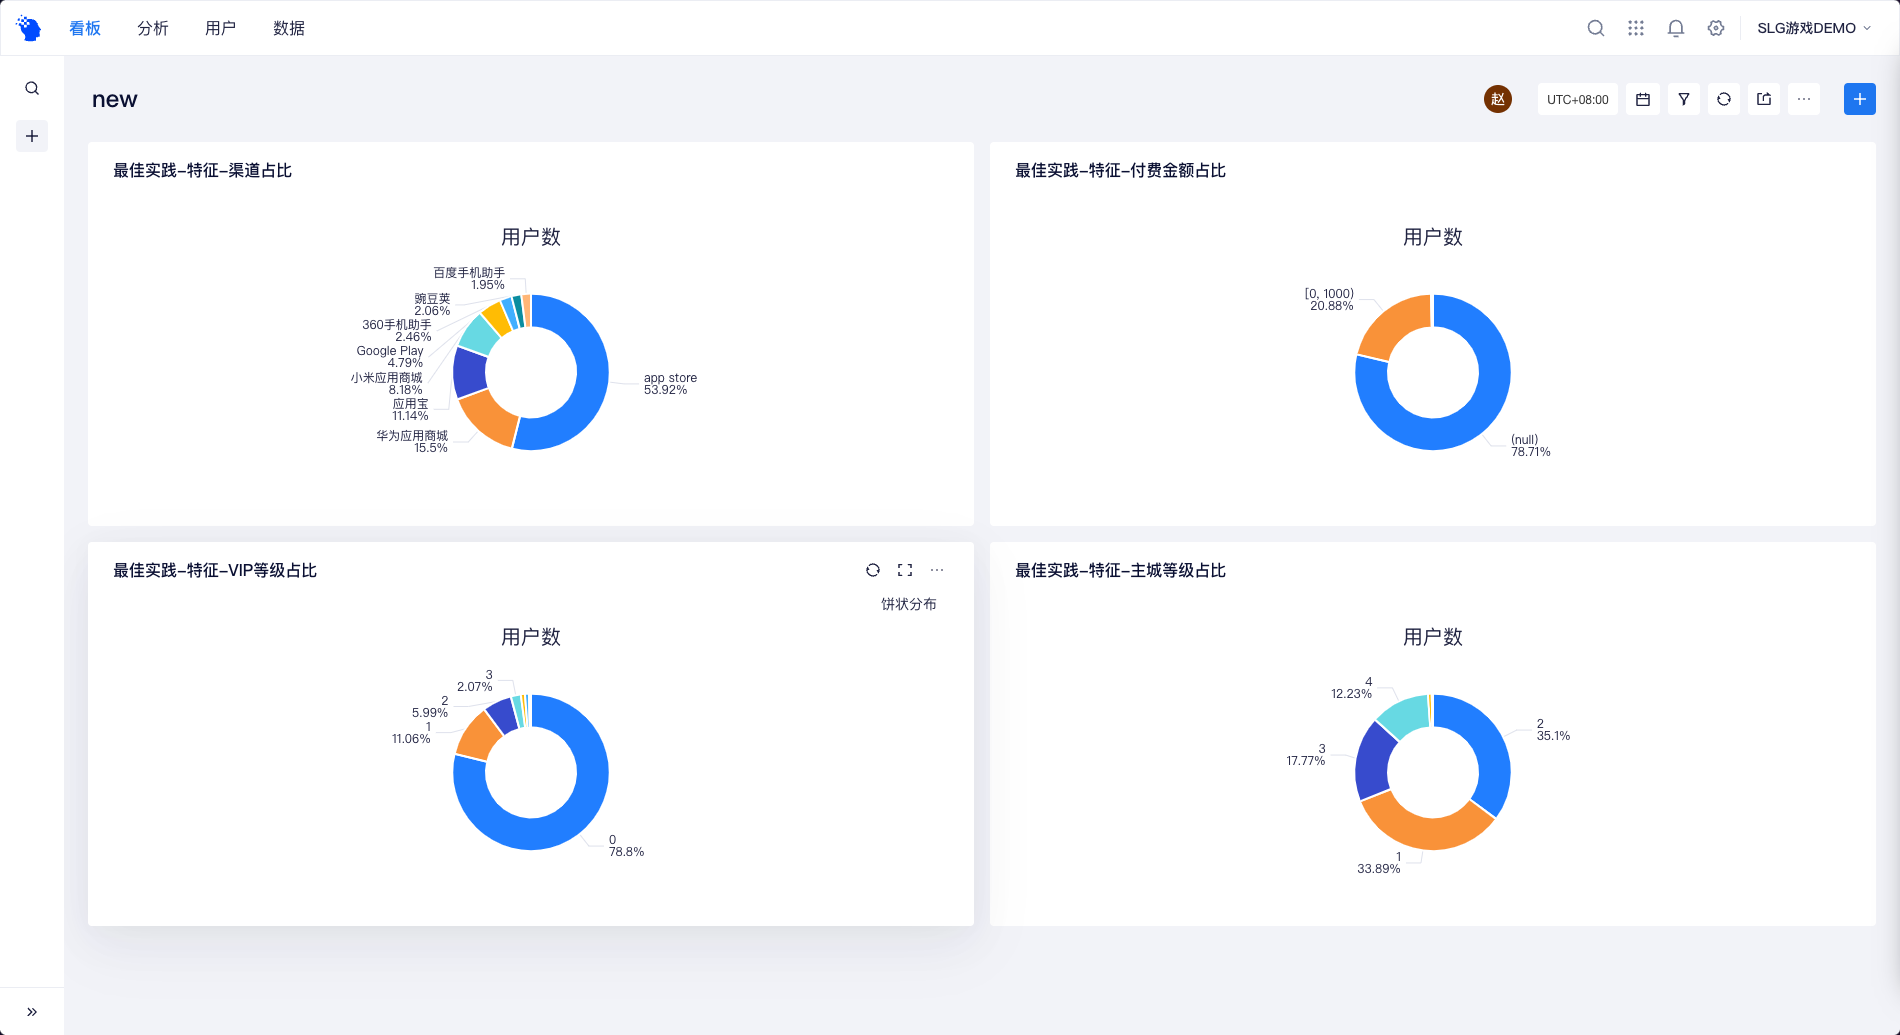 看板
分析
用户
数据
SLG游戏DEMO
new
赵
UTC+08:00
最佳实践-特征-渠道占比
用户数
百度手机助手
1.95%
豌豆荚
2.06%
360手机助手
2.46%
Google Play
4.79%
小米应用商城
8.18%
应用宝
11.14%
华为应用商城
15.5%
app store
53.92%
最佳实践-特征-付费金额占比
用户数
[0, 1000)
20.88%
(null)
78.71%
最佳实践-特征-VIP等级占比
饼状分布
用户数
3
2.07%
2
5.99%
1
11.06%
0
78.8%
最佳实践-特征-主城等级占比
用户数
4
12.23%
2
35.1%
3
17.77%
1
33.89%